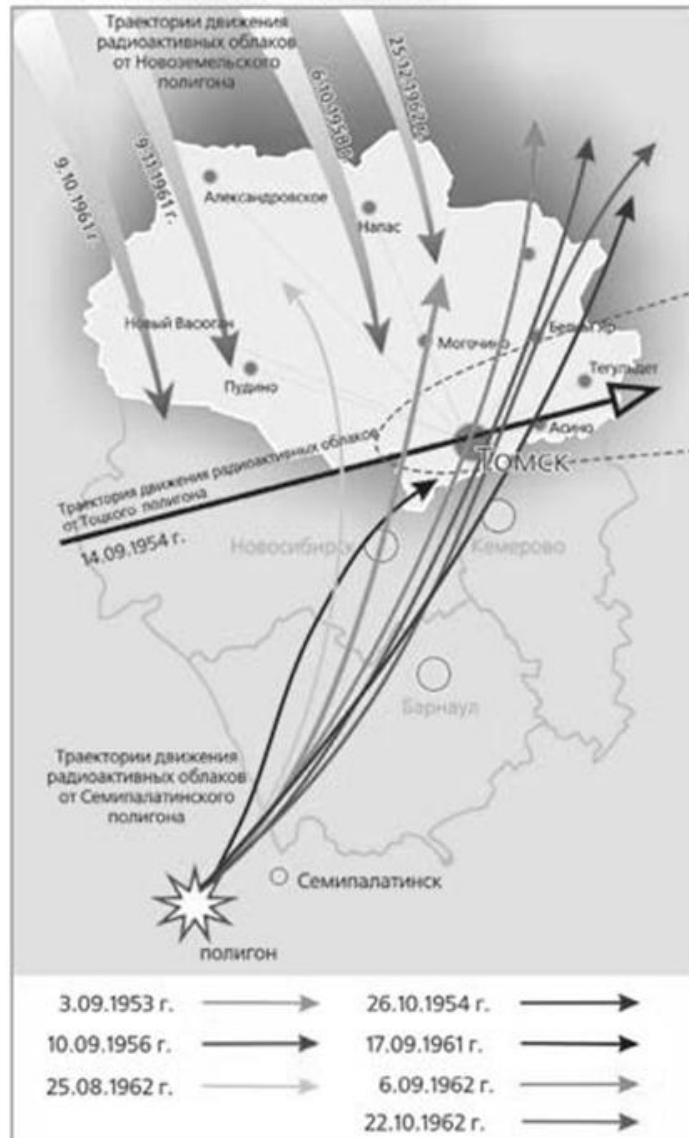 Траектории движения
радиоактивных облаков
от Новоземельского
полигона
9.10.1961 г.
9.11.1961 г.
6.10.1958 г.
25.12.1962 г.
Александровское
Напас
Новый Васюган
Пудино
Могочино
Белый Яр
Тегульдет
Асино
Томск
Траектория движения радиоактивных облаков
от Тоцкого полигона
14.09.1954 г.
Новосибирск
Кемерово
Барнаул
Траектории движения
радиоактивных облаков
от Семипалатинского
полигона
Семипалатинск
полигон
3.09.1953 г.
26.10.1954 г.
10.09.1956 г.
17.09.1961 г.
25.08.1962 г.
6.09.1962 г.
22.10.1962 г.